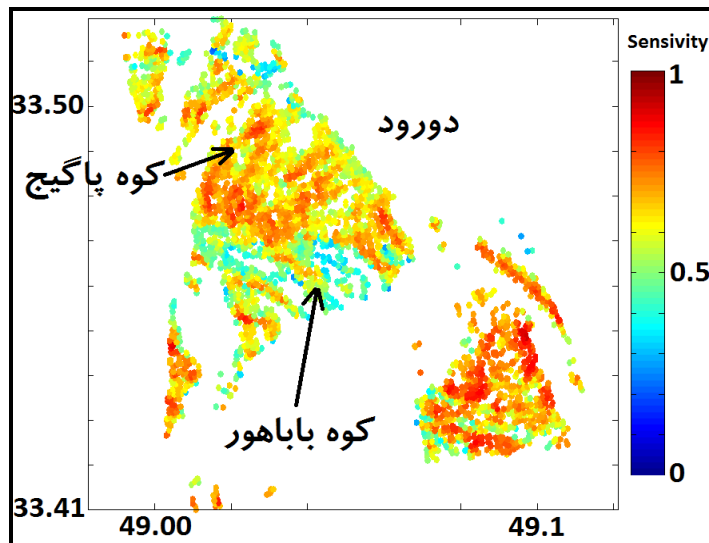 Sensivity
1
33.50
دورود
کوه پاگیج
0.5
کوه باباهور
0
33.41
49.00
49.1